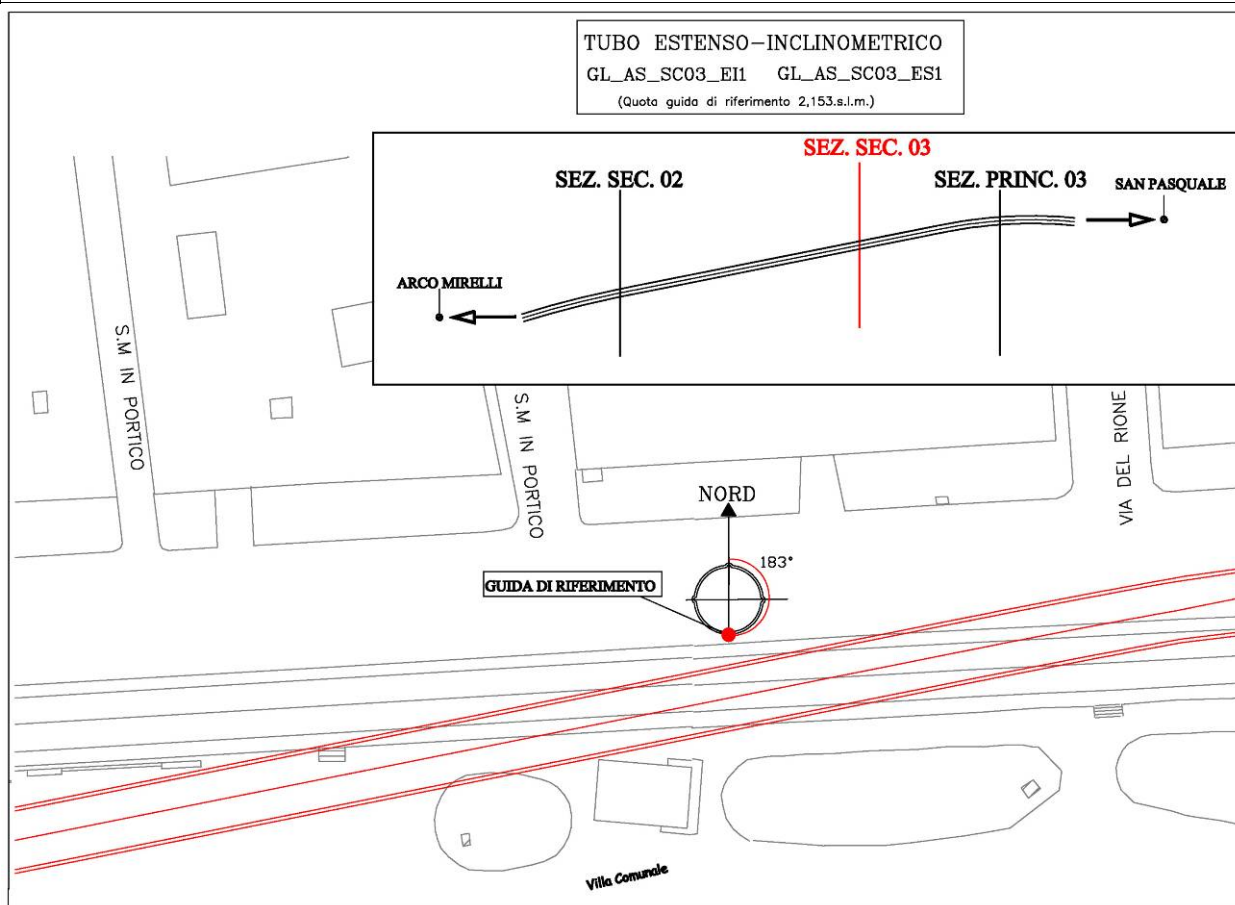 TUBO ESTENSO-INCLINOMETRICO
GL_AS_SC03_EI1 GL_AS_SC03_ES1
(Quota guida di riferimento 2,153.s.l.m.)
SEZ. SEC. 03
SEZ. SEC. 02
SEZ. PRINC. 03
SAN PASQUALE
ARCO MIRELLI
S.M IN PORTICO
S.M IN PORTICO
VIA DEL RIONE
NORD
183°
GUIDA DI RIFERIMENTO
Villa Comunale